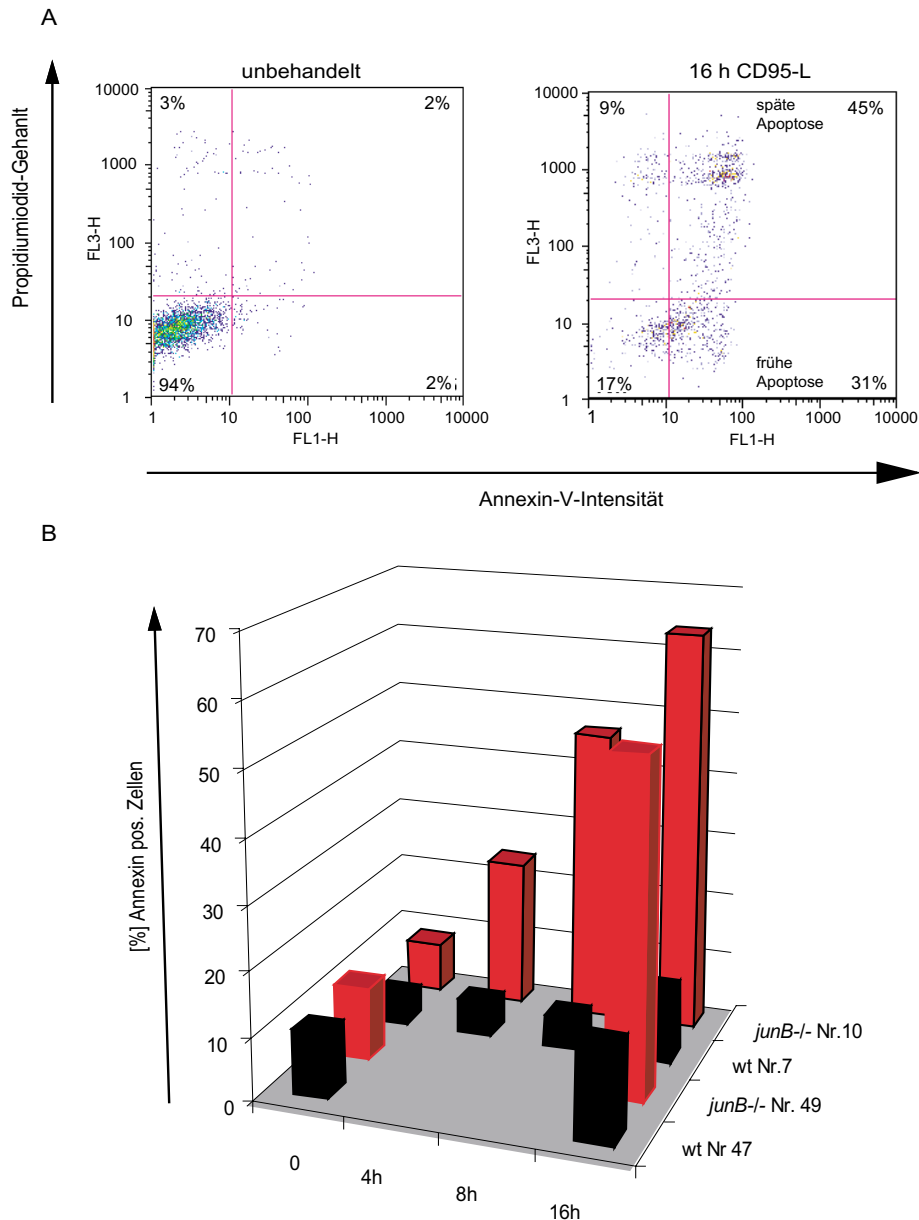 A
unbehandelt
16 h CD95-L
Propidiumiodid-Gehanlt
FL3-H
10000
1000
100
10
1
3%
2%
94%
2%
1
10
100
1000
10000
FL1-H
FL3-H
10000
1000
100
10
1
9%
späte
Apoptose
45%
17%
frühe
Apoptose
31%
1
10
100
1000
10000
FL1-H
Annexin-V-Intensität
B
[%] Annexin pos. Zellen
70
60
50
40
30
20
10
0
0
4h
8h
16h
junB-/- Nr.10
wt Nr.7
junB-/- Nr. 49
wt Nr 47